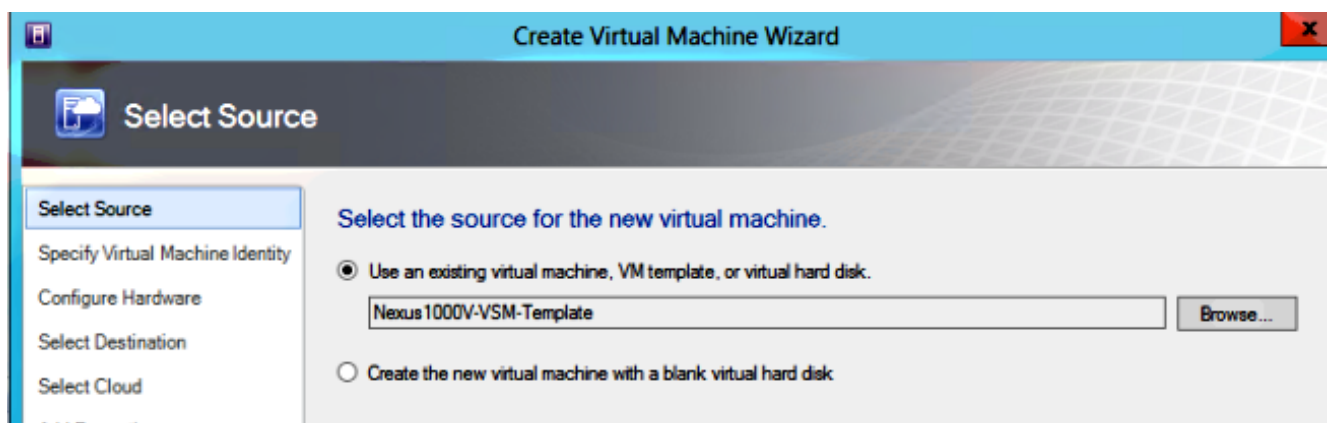 Create Virtual Machine Wizard
x
Select Source
Select Source
Specify Virtual Machine Identity
Configure Hardware
Select Destination
Select Cloud
Select the source for the new virtual machine.
Use an existing virtual machine, VM template, or virtual hard disk.
Nexus1000V-VSM-Template
Browse...
Create the new virtual machine with a blank virtual hard disk